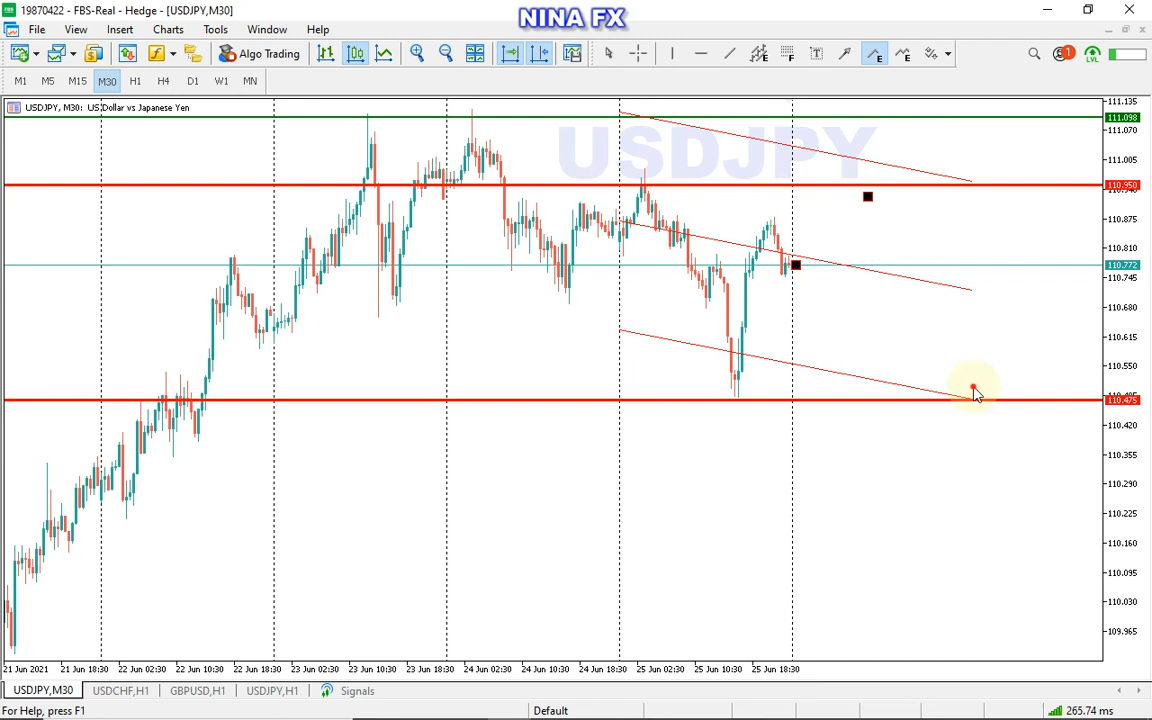 NINA FX
19870422 - FBS-Real - Hedge - [USDJPY,M30]
File View Insert Charts Tools Window Help
Algo Trading
M1 M5 M15 M30 H1 H4 D1 W1 MN
USDJPY, M30: US Dollar vs Japanese Yen
USDJPY
111.135
111.098
111.070
111.005
110.950
110.875
110.810
110.772
110.745
110.680
110.615
110.550
110.475
110.420
110.355
110.290
110.225
110.160
110.095
110.030
109.965
21 Jun 2021 21 Jun 18:30 22 Jun 02:30 22 Jun 10:30 22 Jun 18:30 23 Jun 02:30 23 Jun 10:30 23 Jun 18:30 24 Jun 02:30 24 Jun 10:30 24 Jun 18:30 25 Jun 02:30 25 Jun 10:30 25 Jun 18:30
USDJPY,M30 USDCHF,H1 GBPUSD,H1 USDJPY,H1 Signals
For Help, press F1 Default 265.74 ms